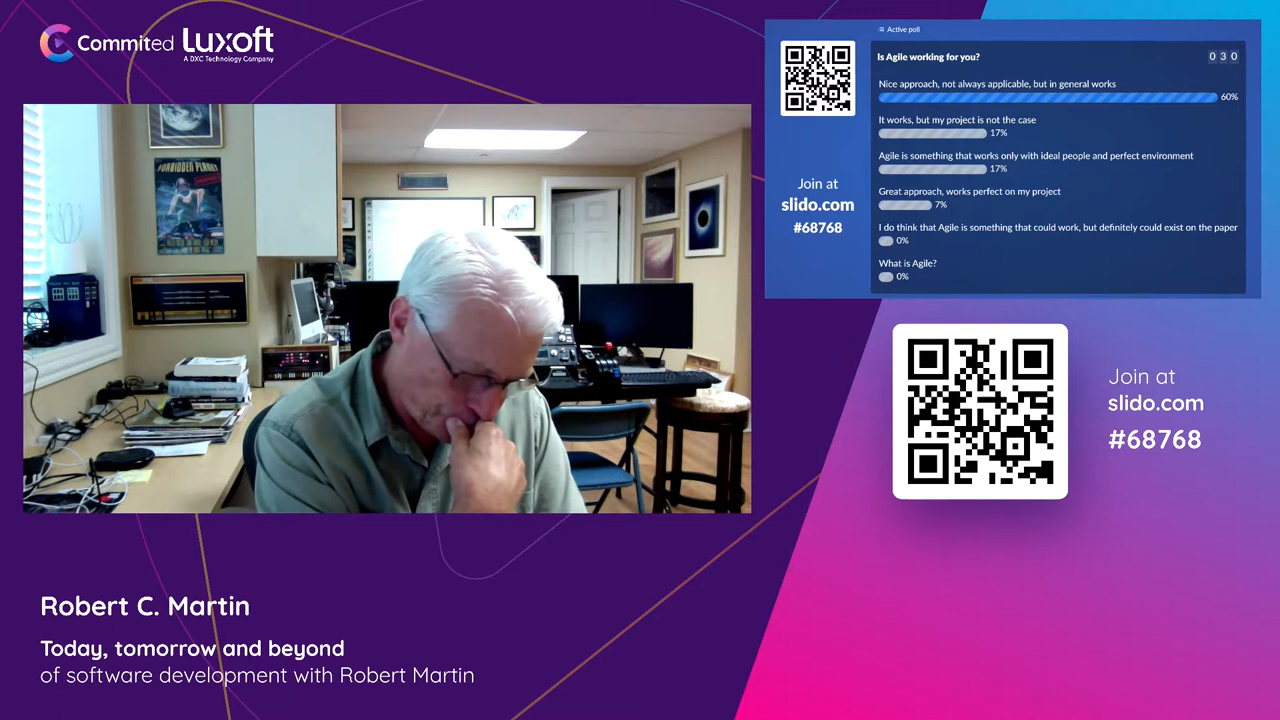 Commited Luxoft
A DXC Technology Company
FORBIDDEN PLANET
Active poll
Is Agile working for you?
0 3 0
Nice approach, not always applicable, but in general works
60%
It works, but my project is not the case
17%
Agile is something that works only with ideal people and perfect environment
17%
Great approach, works perfect on my project
7%
I do think that Agile is something that could work, but definitely could exist on the paper
0%
What is Agile?
0%
Join at
slido.com
#68768
Join at
slido.com
#68768
Robert C. Martin
Today, tomorrow and beyond
of software development with Robert Martin